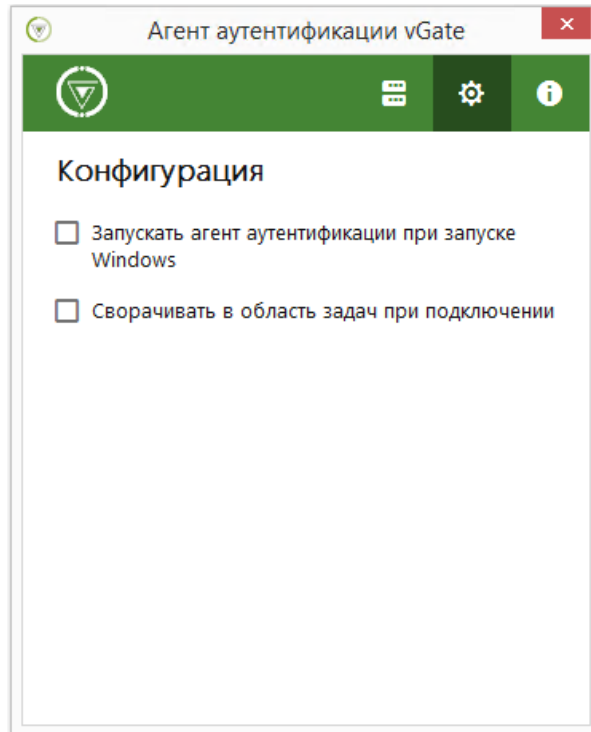 Агент аутентификации vGate
Конфигурация
Запускать агент аутентификации при запуске
Windows
Сворачивать в область задач при подключении